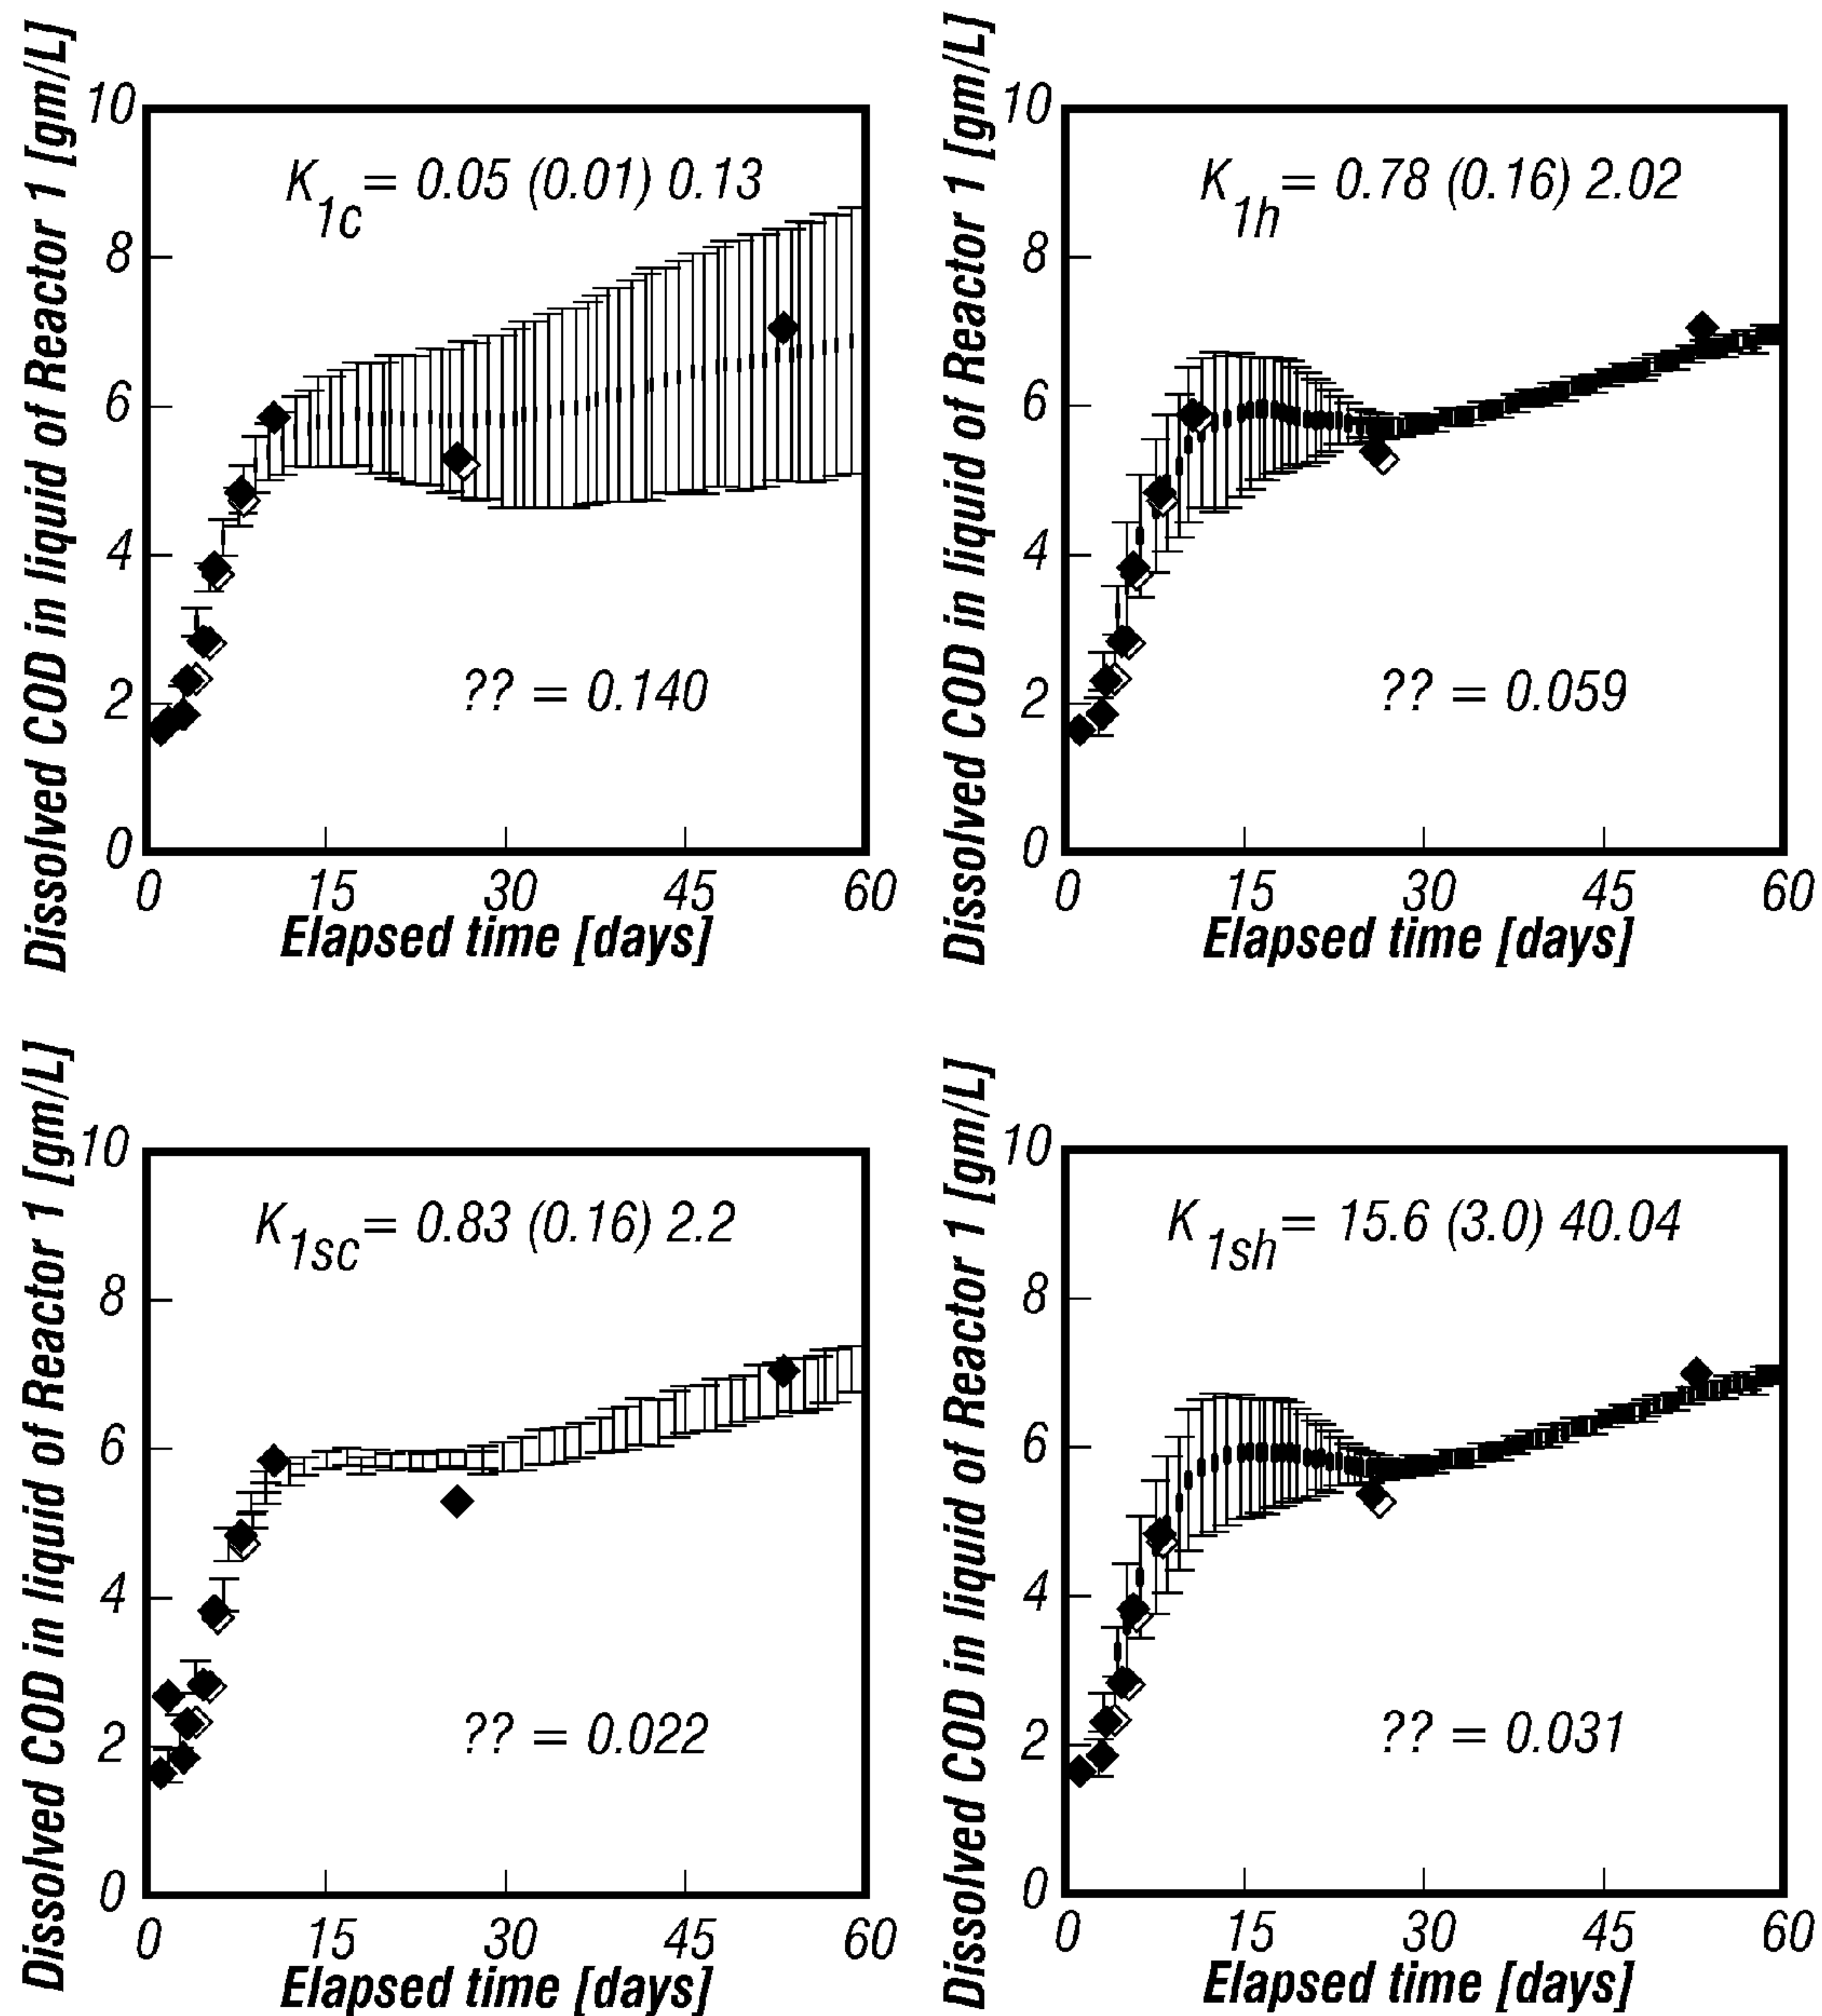 Dissolved COD in liquid of Reactor 1 [gm/L]
10
8
6
4
2
0
K1c = 0.05 (0.01) 0.13
?? = 0.140
0 15 30 45 60
Elapsed time [days]
Dissolved COD in liquid of Reactor 1 [gm/L]
10
8
6
4
2
0
K1h = 0.78 (0.16) 2.02
?? = 0.059
0 15 30 45 60
Elapsed time [days]
Dissolved COD in liquid of Reactor 1 [gm/L]
10
8
6
4
2
0
K1sc = 0.83 (0.16) 2.2
?? = 0.022
0 15 30 45 60
Elapsed time [days]
Dissolved COD in liquid of Reactor 1 [gm/L]
10
8
6
4
2
0
K1sh = 15.6 (3.0) 40.04
?? = 0.031
0 15 30 45 60
Elapsed time [days]